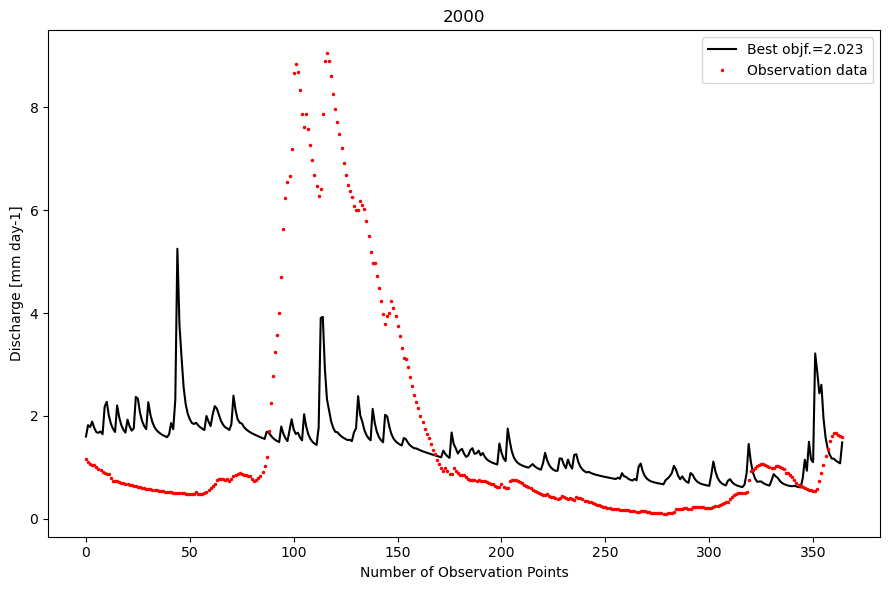 2000
Best objf.=2.023
Observation data
Discharge [mm day-1]
8
6
4
2
0
0 50 100 150 200 250 300 350
Number of Observation Points